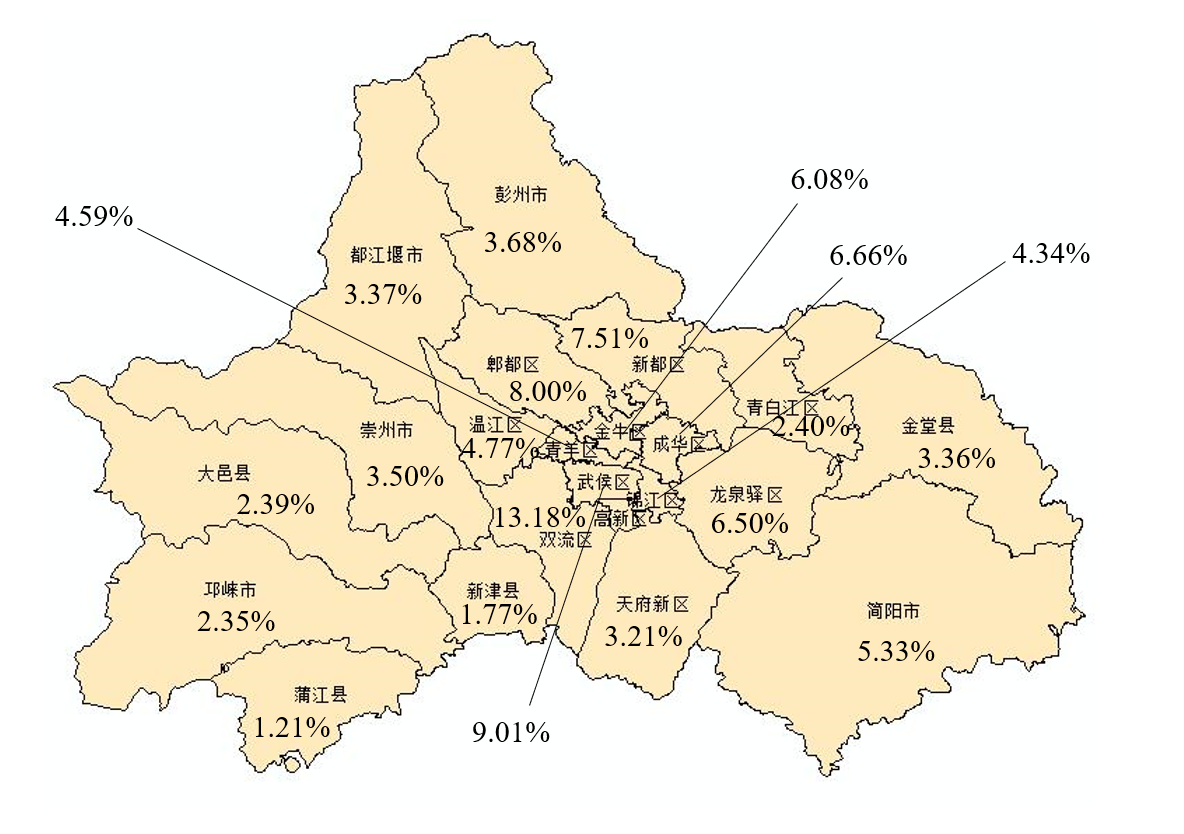 6.08%
彭州市
4.59%
3.68%
6.66%
4.34%
都江堰市
3.37%
7.51%
新都区
郫都区
8.00%
青白江区
2.40%
温江区
4.77%
青羊区
金牛区
成华区
金堂县
3.36%
崇州市
3.50%
大邑县
2.39%
武侯区
锦江区
龙泉驿区
6.50%
13.18%
高新区
双流区
邛崃市
2.35%
新津县
1.77%
天府新区
3.21%
简阳市
5.33%
蒲江县
1.21%
9.01%